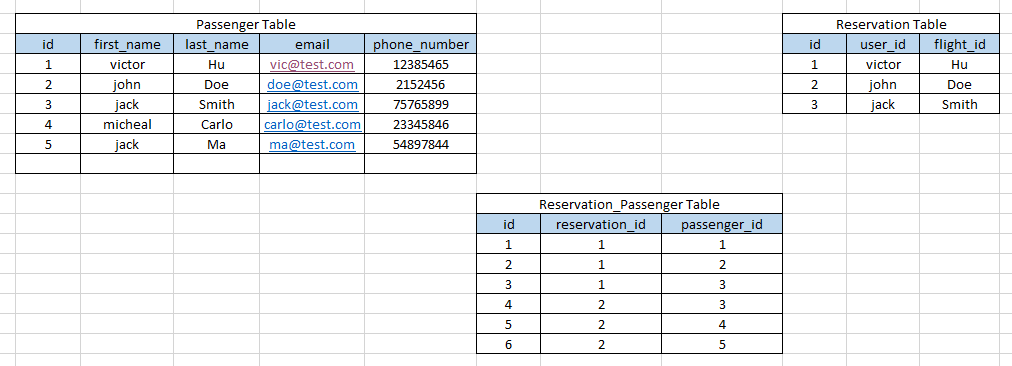 Passenger Table
id first_name last_name email phone_number
1 victor Hu vic@test.com 12385465
2 john Doe doe@test.com 2152456
3 jack Smith jack@test.com 75765899
4 micheal Carlo carlo@test.com 23345846
5 jack Ma ma@test.com 54897844
Reservation Table
id user_id flight_id
1 victor Hu
2 john Doe
3 jack Smith
Reservation_Passenger Table
id reservation_id passenger_id
1 1 1
2 1 2
3 1 3
4 2 3
5 2 4
6 2 5